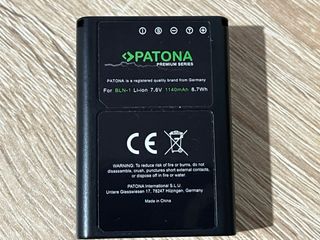 PATONA
PREMIUM SERIES
PATONA is a registered quality brand from Germany
For BLN-1 Li-ion 7.6V 1140mAh 8.7Wh
CE
WARNING: To reduce risk of fire or burns, do not
disassemble, crush, puncture, short external
contacts, or dispose of in fire or water.
PATONA International S.L.U.
Untere Giesswiesen 17, 78247 Hilzingen, Germany
Made in China